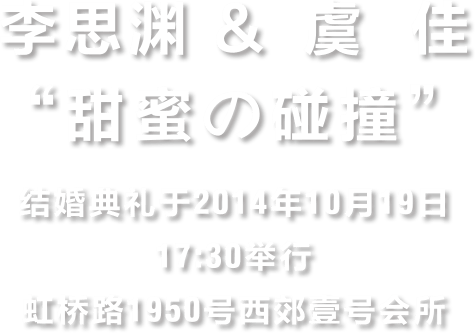 李思渊 & 虞 佳
“甜蜜の碰撞”
结婚典礼于2014年10月19日
17:30举行
虹桥路1950号西郊壹号会所